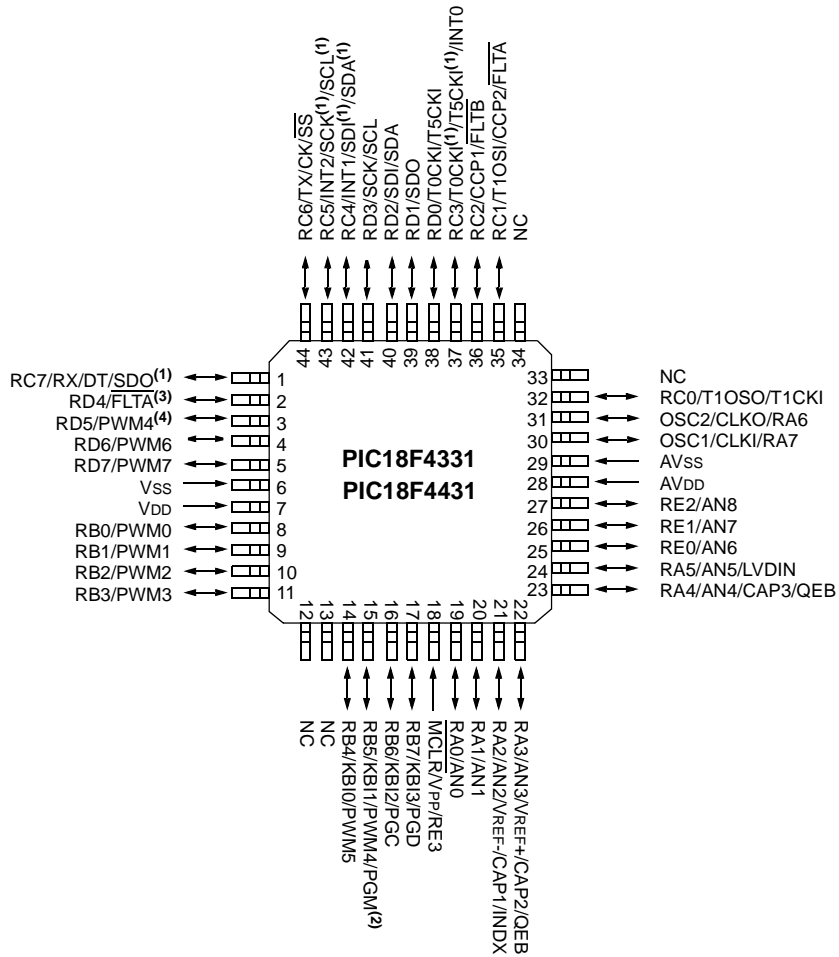 RC6/TX/CK/SS
RC5/INT2/SCK(1)/SCL(1)
RC4/INT1/SDI(1)/SDA(1)
RD3/SCK/SCL
RD2/SDI/SDA
RD1/SDO
RD0/T0CKI/T5CKI
RC3/T0CKI(1)/T5CKI(1)/INT0
RC2/CCP1/FLTB
RC1/T1OSI/CCP2/FLTA
NC
44
43
42
41
40
39
38
37
36
35
34
RC7/RX/DT/SDO(1) 1
RD4/FLTA(3) 2
RD5/PWM4(4) 3
RD6/PWM6 4
RD7/PWM7 5
VSS 6
VDD 7
RB0/PWM0 8
RB1/PWM1 9
RB2/PWM2 10
RB3/PWM3 11
PIC18F4331
PIC18F4431
33 NC
32 RC0/T1OSO/T1CKI
31 OSC2/CLKO/RA6
30 OSC1/CLKI/RA7
29 AVSS
28 AVDD
27 RE2/AN8
26 RE1/AN7
25 RE0/AN6
24 RA5/AN5/LVDIN
23 RA4/AN4/CAP3/QEB
12
13
14
15
16
17
18
19
20
21
22
NC
NC
RB4/KBI0/PWM5
RB5/KBI1/PWM4/PGM(2)
RB6/KBI2/PGC
RB7/KBI3/PGD
MCLR/VPP/RE3
RA0/AN0
RA1/AN1
RA2/AN2/VREF-/CAP1/INDX
RA3/AN3/VREF+/CAP2/QEB